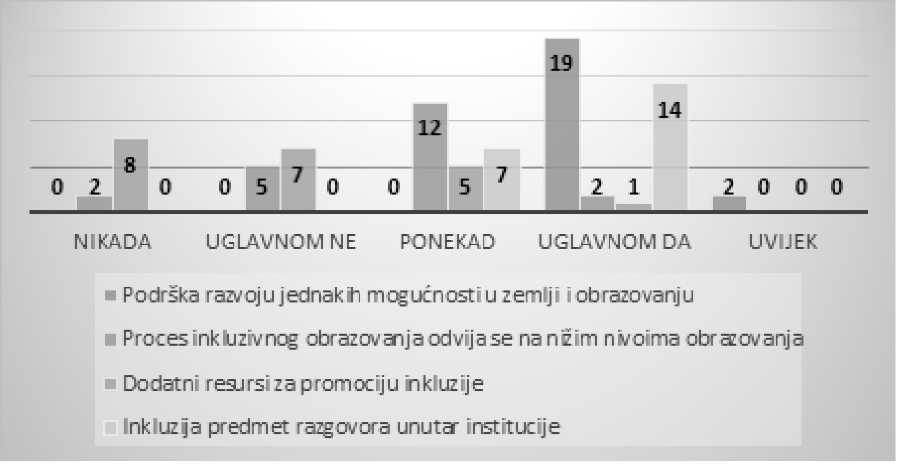 19
14
12
8
7
7
0 2 0 0 5 0 0 5 2 1 2 0 0 0
NIKADA UGLAVNOM NE PONEKAD UGLAVNOM DA UVIJEK
Podrška razvoju jednakih mogućnosti u zemlji i obrazovanju
Proces inkluzivnog obrazovanja odvija se na nižim nivoima obrazovanja
Dodatni resursi za promociju inkluzije
Inkluzija predmet razgovora unutar institucije